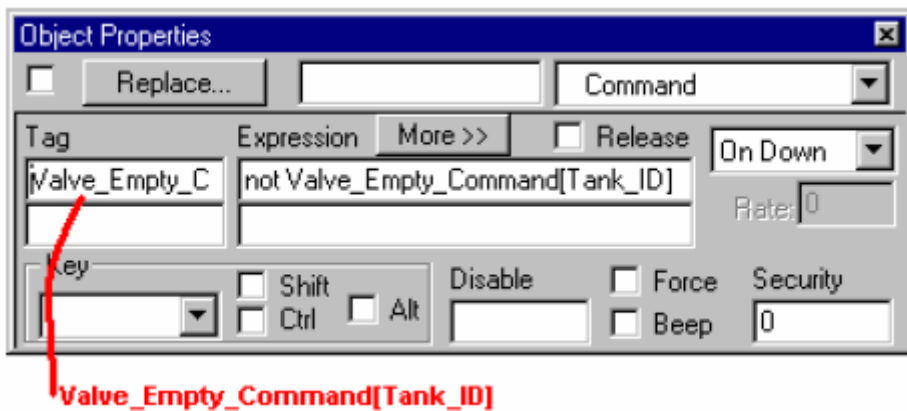 Object Properties
Replace...
Command
Tag
Expression
More >>
Release
On Down
Valve_Empty_C
not Valve_Empty_Command[Tank_ID]
Rate: 0
Key
Shift
Ctrl
Alt
Disable
Force
Beep
Security
0
Valve_Empty_Command[Tank_ID]